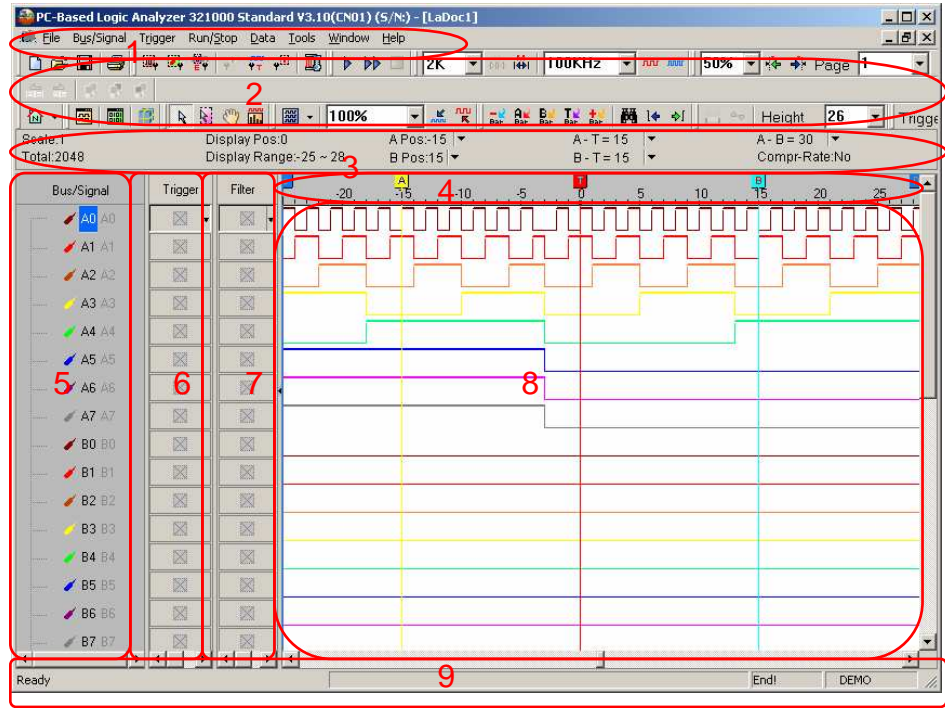 PC-Based Logic Analyzer 321000 Standard V3.10(CN01) (S/N:) - [LaDoc1]
File Bus/Signal Trigger Run/Stop Data Tools Window Help
1
2K 100KHz 50% Page 1
2
100% Bar Bar Bar Bar Bar Height 26 Trigge
Scale:1 Display Pos:0 A Pos:-15 A - T = 15 A - B = 30
Total:2048 Display Range:-25 ~ 28 B Pos:15 B - T = 15 Compr-Rate:No
3
Bus/Signal Trigger Filter
A T B
-20 -15 -10 -5 0 5 10 15 20 25
4
A0 A0
A1 A1
A2 A2
A3 A3
A4 A4
A5 A5
A6 A6
5 6 7 8
A7 A7
B0 B0
B1 B1
B2 B2
B3 B3
B4 B4
B5 B5
B6 B6
B7 B7
Ready End! DEMO
9